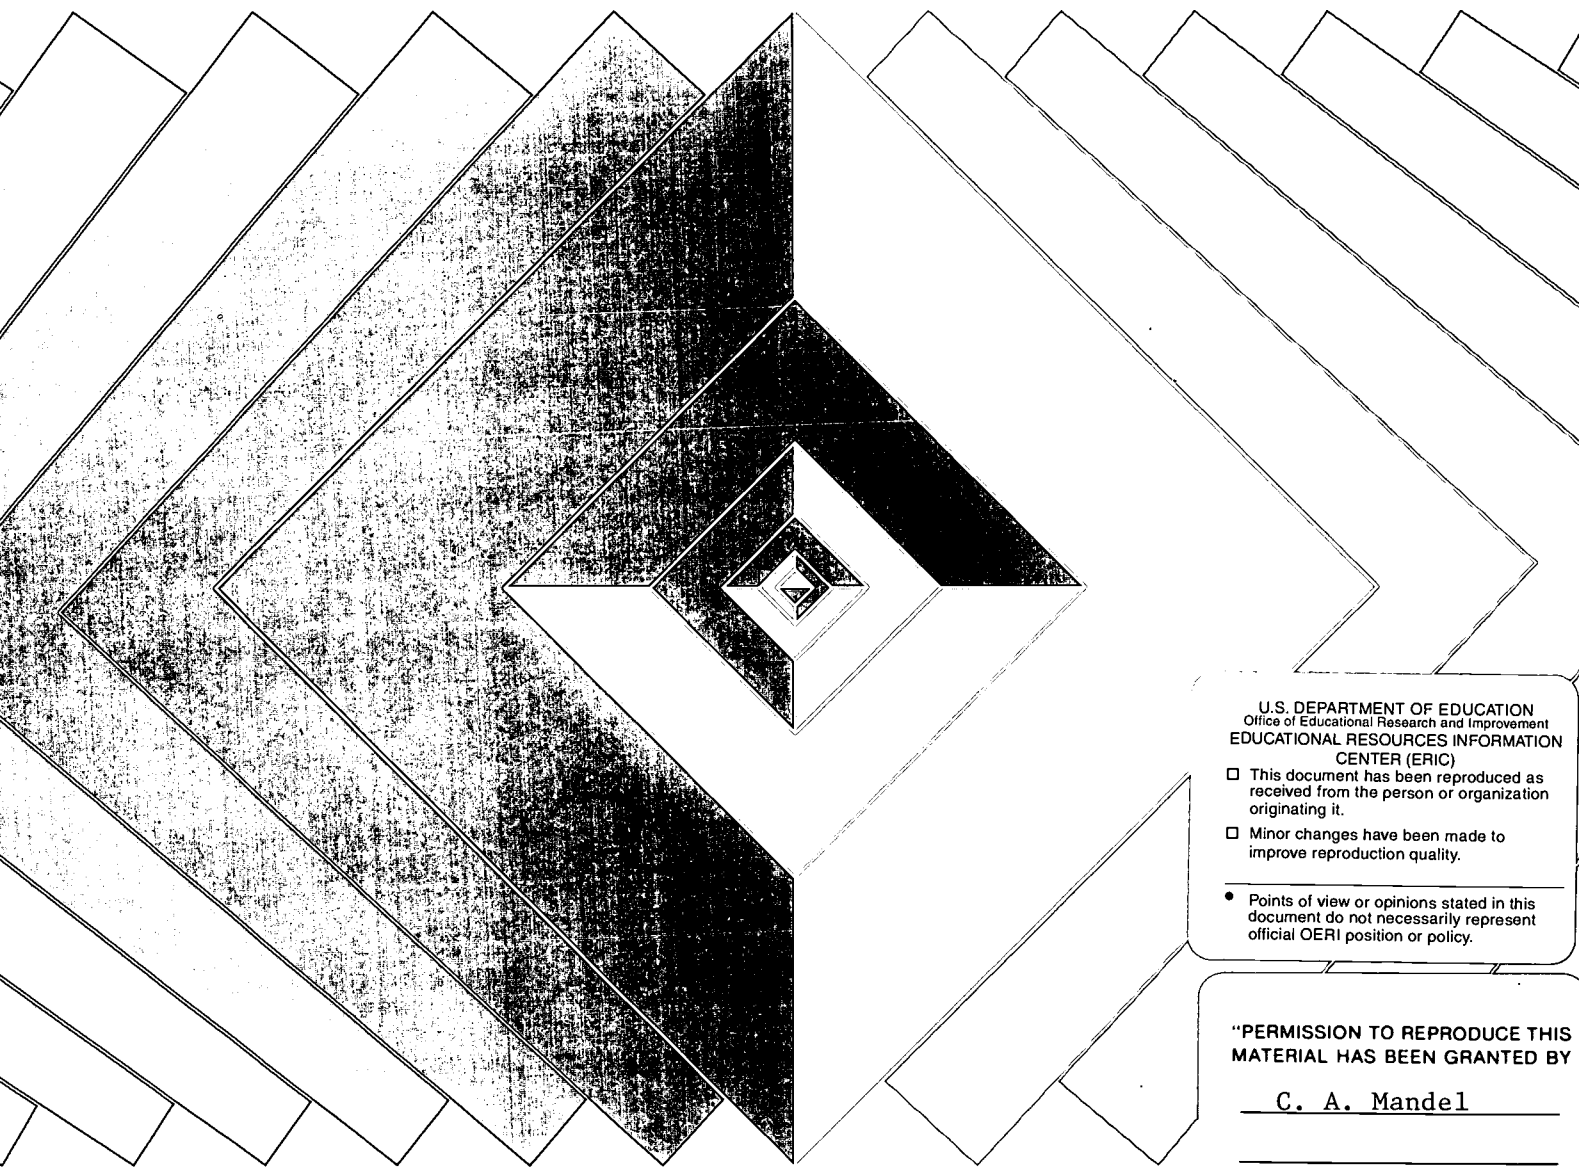 U.S. DEPARTMENT OF EDUCATION
Office of Educational Research and Improvement
EDUCATIONAL RESOURCES INFORMATION
CENTER (ERIC)
□ This document has been reproduced as
received from the person or organization
originating it.
□ Minor changes have been made to
improve reproduction quality.
● Points of view or opinions stated in this
document do not necessarily represent
official OERI position or policy.
"PERMISSION TO REPRODUCE THIS
MATERIAL HAS BEEN GRANTED BY
C. A. Mandel